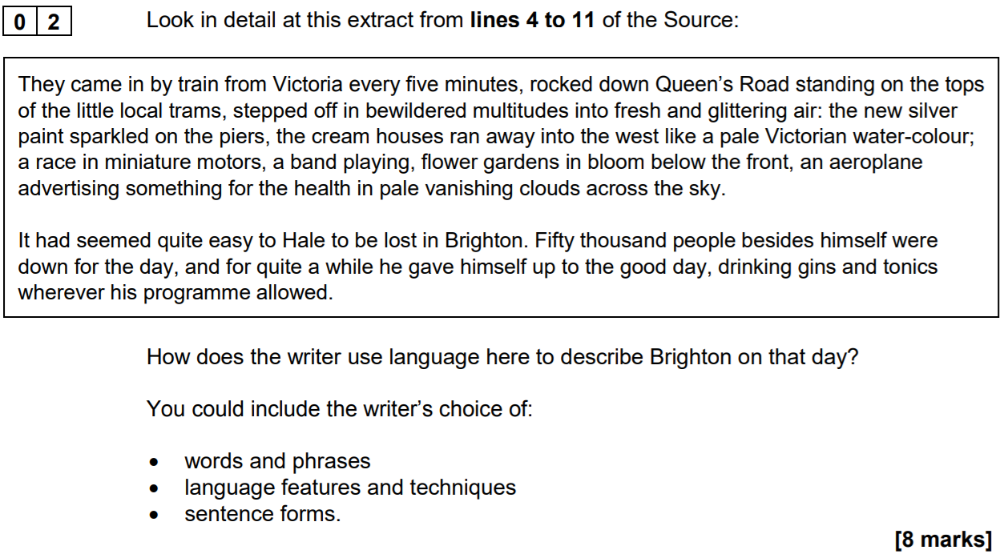 0 2 Look in detail at this extract from lines 4 to 11 of the Source:
They came in by train from Victoria every five minutes, rocked down Queen’s Road standing on the tops
of the little local trams, stepped off in bewildered multitudes into fresh and glittering air: the new silver
paint sparkled on the piers, the cream houses ran away into the west like a pale Victorian water-colour;
a race in miniature motors, a band playing, flower gardens in bloom below the front, an aeroplane
advertising something for the health in pale vanishing clouds across the sky.
It had seemed quite easy to Hale to be lost in Brighton. Fifty thousand people besides himself were
down for the day, and for quite a while he gave himself up to the good day, drinking gins and tonics
wherever his programme allowed.
How does the writer use language here to describe Brighton on that day?
You could include the writer’s choice of:
• words and phrases
• language features and techniques
• sentence forms.
[8 marks]